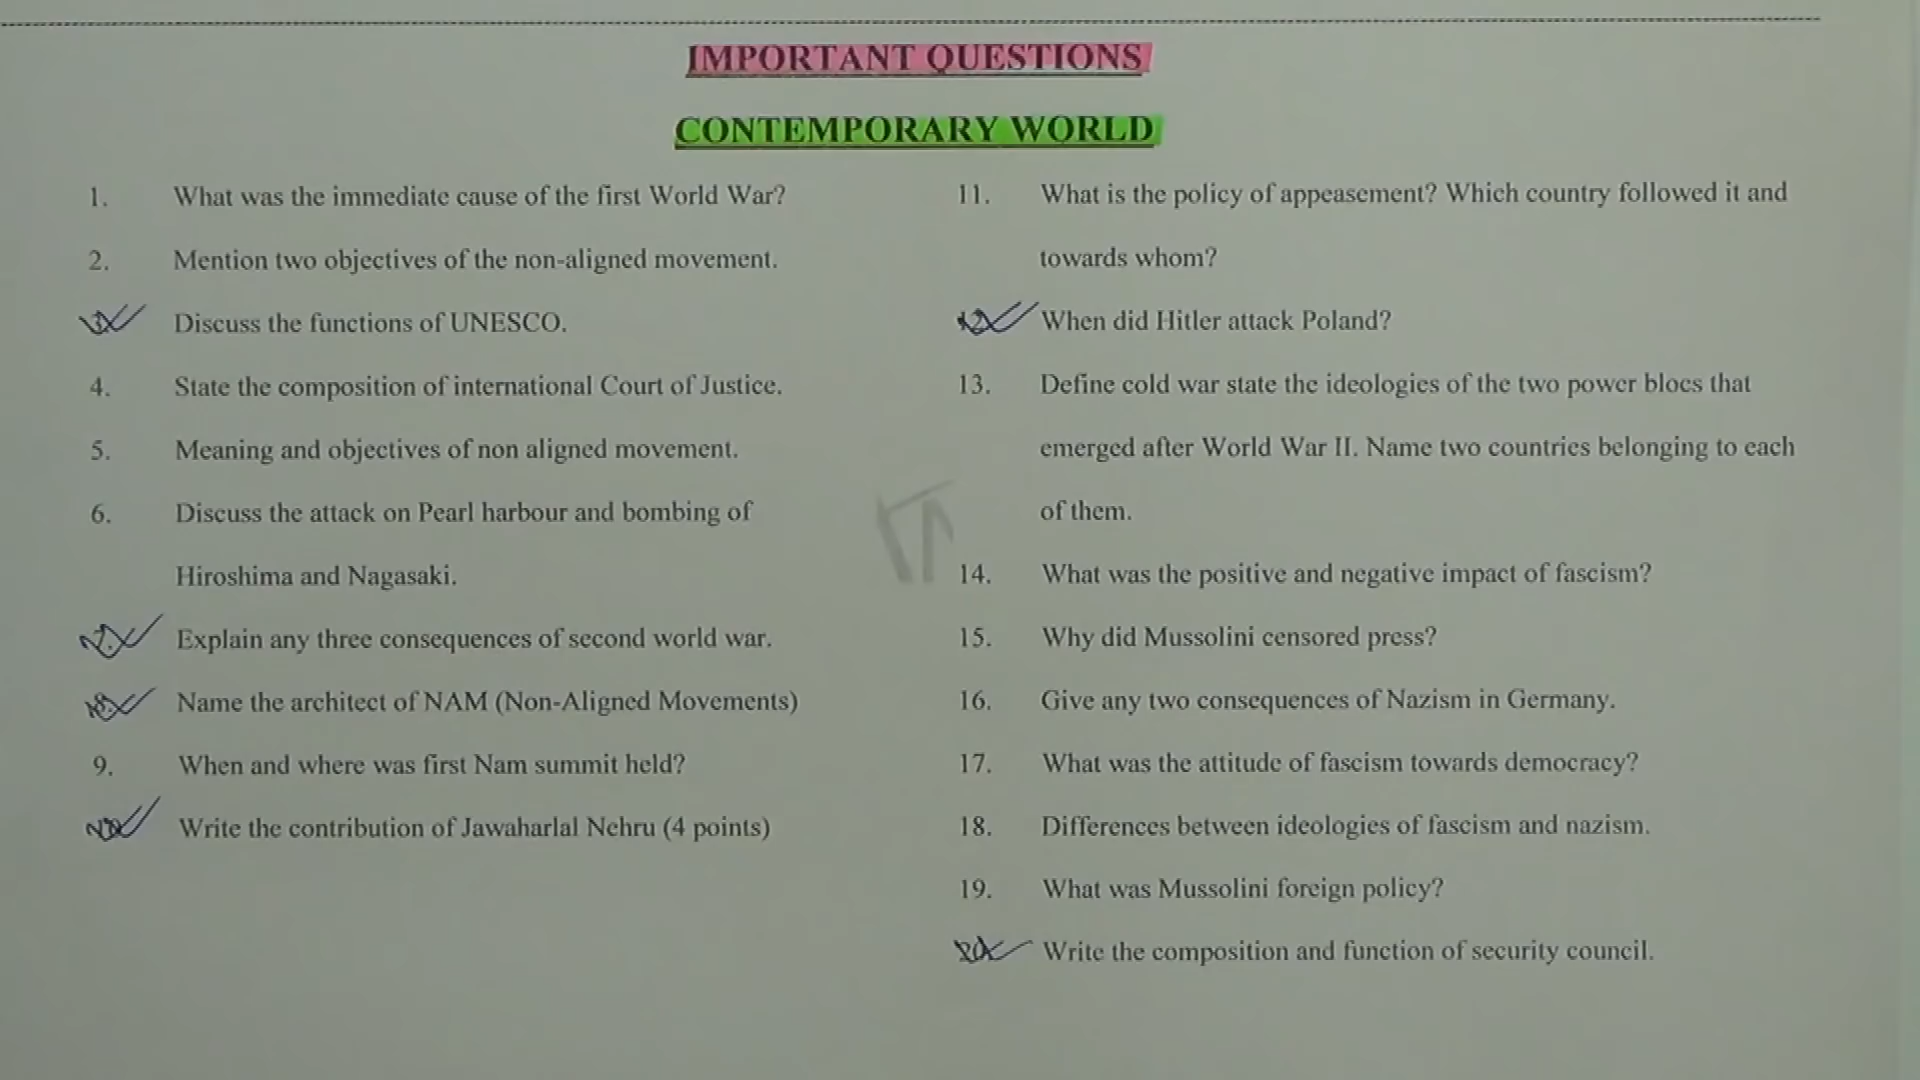 IMPORTANT QUESTIONS
CONTEMPORARY WORLD
1. What was the immediate cause of the first World War?
2. Mention two objectives of the non-aligned movement.
3. Discuss the functions of UNESCO.
4. State the composition of international Court of Justice.
5. Meaning and objectives of non aligned movement.
6. Discuss the attack on Pearl harbour and bombing of
Hiroshima and Nagasaki.
7. Explain any three consequences of second world war.
8. Name the architect of NAM (Non-Aligned Movements)
9. When and where was first Nam summit held?
10. Write the contribution of Jawaharlal Nehru (4 points)
11. What is the policy of appeasement? Which country followed it and
towards whom?
12. When did Hitler attack Poland?
13. Define cold war state the ideologies of the two power blocs that
emerged after World War II. Name two countries belonging to each
of them.
14. What was the positive and negative impact of fascism?
15. Why did Mussolini censored press?
16. Give any two consequences of Nazism in Germany.
17. What was the attitude of fascism towards democracy?
18. Differences between ideologies of fascism and nazism.
19. What was Mussolini foreign policy?
20. Write the composition and function of security council.